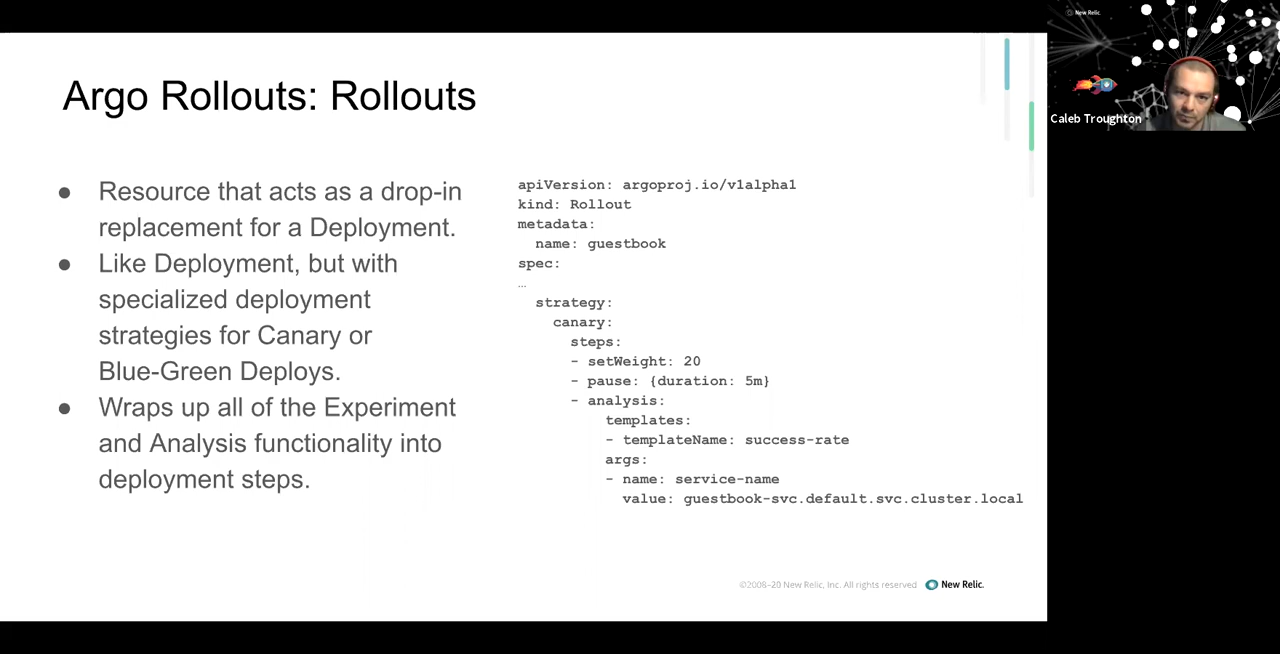 Argo Rollouts: Rollouts
● Resource that acts as a drop-in
replacement for a Deployment.
● Like Deployment, but with
specialized deployment
strategies for Canary or
Blue-Green Deploys.
● Wraps up all of the Experiment
and Analysis functionality into
deployment steps.
apiVersion: argoproj.io/v1alpha1
kind: Rollout
metadata:
  name: guestbook
spec:
…
  strategy:
    canary:
      steps:
      - setWeight: 20
      - pause: {duration: 5m}
      - analysis:
          templates:
          - templateName: success-rate
          args:
          - name: service-name
            value: guestbook-svc.default.svc.cluster.local
©2008–20 New Relic, Inc. All rights reserved
New Relic.
New Relic.
Caleb Troughton